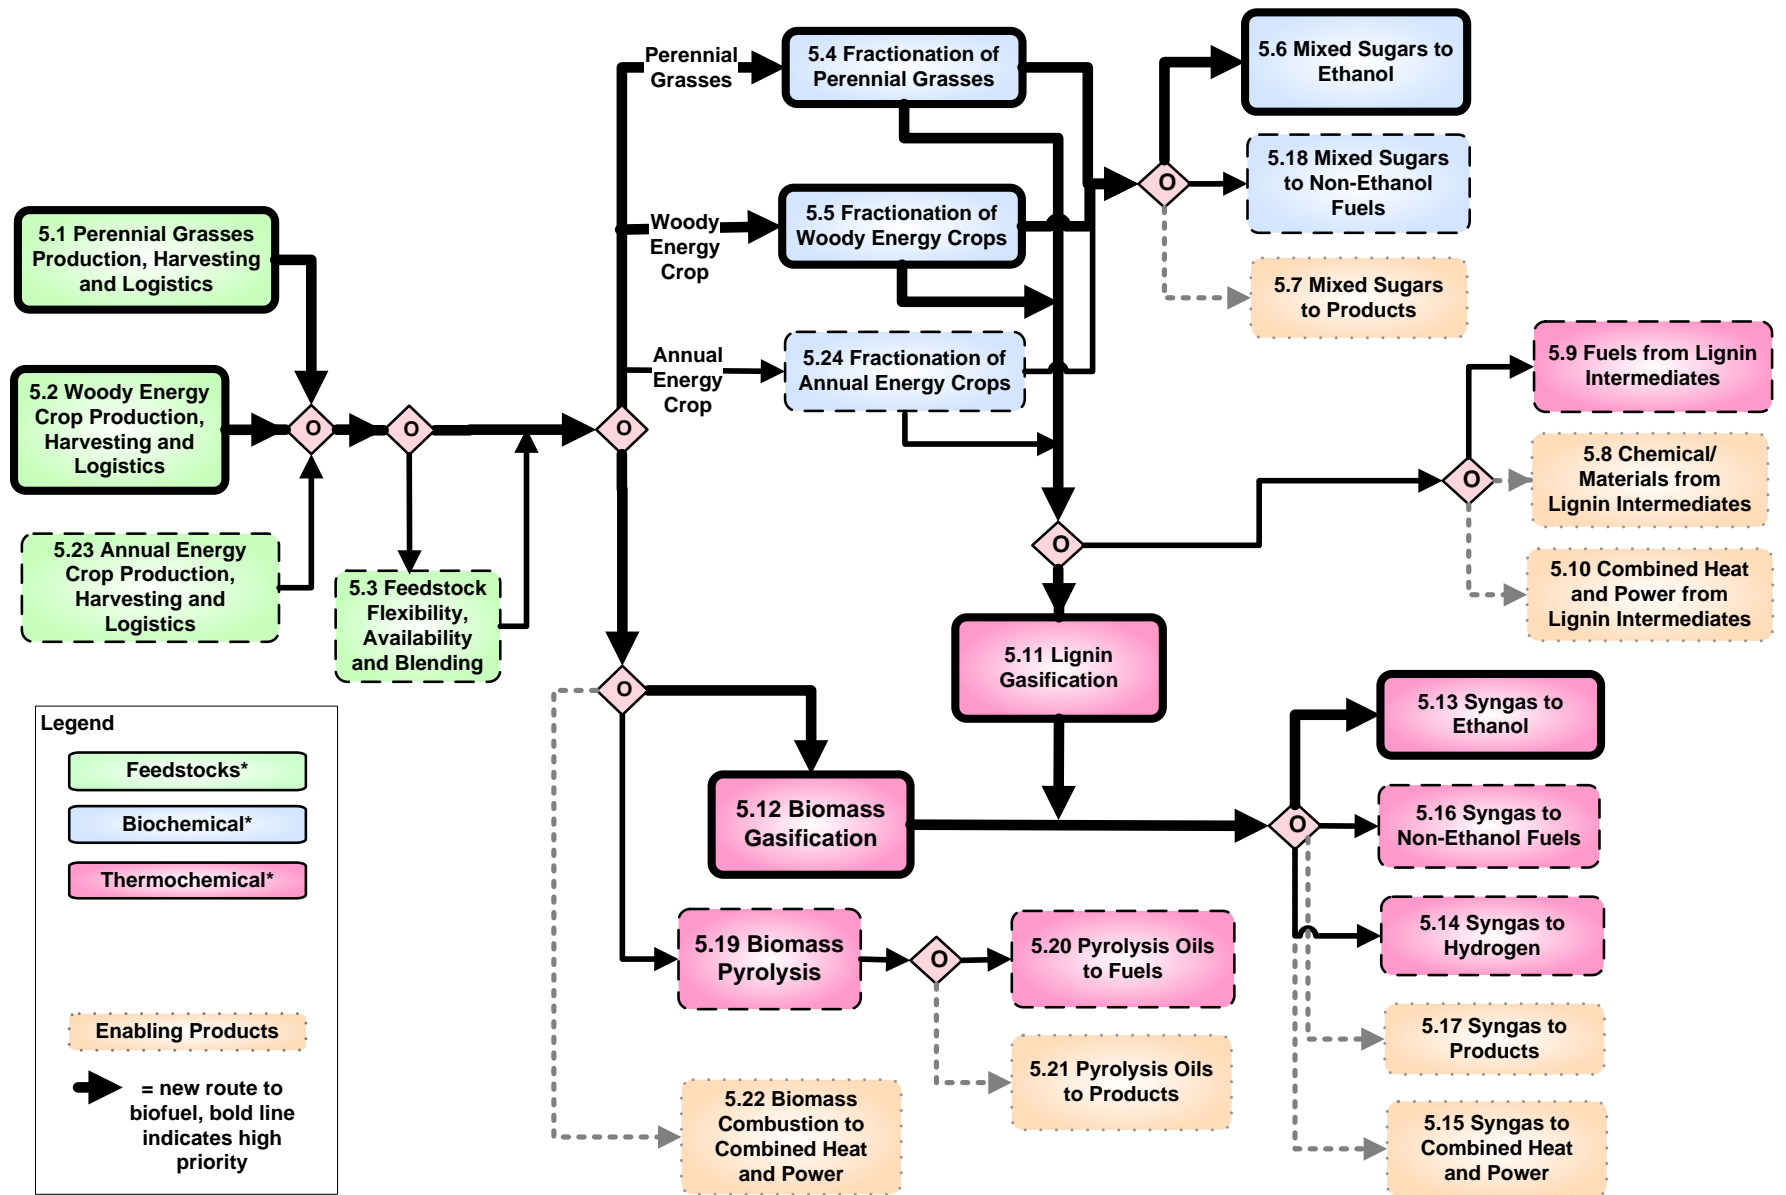 Perennial
Grasses
5.4 Fractionation of
Perennial Grasses
5.6 Mixed Sugars to
Ethanol
O
5.18 Mixed Sugars
to Non-Ethanol
Fuels
5.1 Perennial Grasses
Production, Harvesting
and Logistics
Woody
Energy
Crop
5.5 Fractionation of
Woody Energy Crops
5.7 Mixed Sugars
to Products
5.2 Woody Energy
Crop Production,
Harvesting and
Logistics
O
O
O
Annual
Energy
Crop
5.24 Fractionation of
Annual Energy Crops
5.9 Fuels from Lignin
Intermediates
O
5.8 Chemical/
Materials from
Lignin Intermediates
5.23 Annual Energy
Crop Production,
Harvesting and
Logistics
5.3 Feedstock
Flexibility,
Availability
and Blending
O
5.10 Combined Heat
and Power from
Lignin Intermediates
O
5.11 Lignin
Gasification
5.13 Syngas to
Ethanol
5.12 Biomass
Gasification
O
5.16 Syngas to
Non-Ethanol Fuels
5.14 Syngas to
Hydrogen
5.19 Biomass
Pyrolysis
O
5.20 Pyrolysis Oils
to Fuels
5.17 Syngas to
Products
5.21 Pyrolysis Oils
to Products
5.22 Biomass
Combustion to
Combined Heat
and Power
5.15 Syngas to
Combined Heat
and Power
Legend
Feedstocks*
Biochemical*
Thermochemical*
Enabling Products
= new route to
biofuel, bold line
indicates high
priority